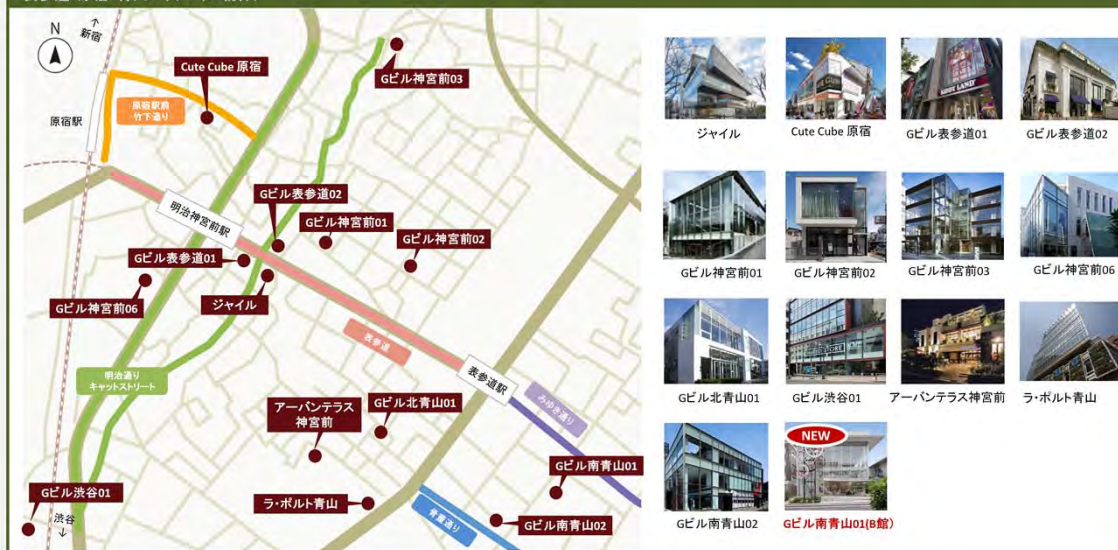 N
新宿
Cute Cube 原宿
Gビル神宮前03
原宿駅前
竹下通り
原宿駅
Gビル表参道02
明治神宮前駅
Gビル神宮前01
Gビル神宮前02
Gビル表参道01
ジャイル
Gビル神宮前06
表参道
明治通り
キャットストリート
表参道駅
みゆき通り
アーバンテラス
神宮前
Gビル北青山01
Gビル南青山01
Gビル渋谷01
渋谷
ラ・ポルト青山
青山通り
Gビル南青山02
ジャイル
Cute Cube 原宿
Gビル表参道01
Gビル表参道02
Gビル神宮前01
Gビル神宮前02
Gビル神宮前03
Gビル神宮前06
Gビル北青山01
Gビル渋谷01
アーバンテラス神宮前
ラ・ポルト青山
NEW
Gビル南青山02
Gビル南青山01(B館)